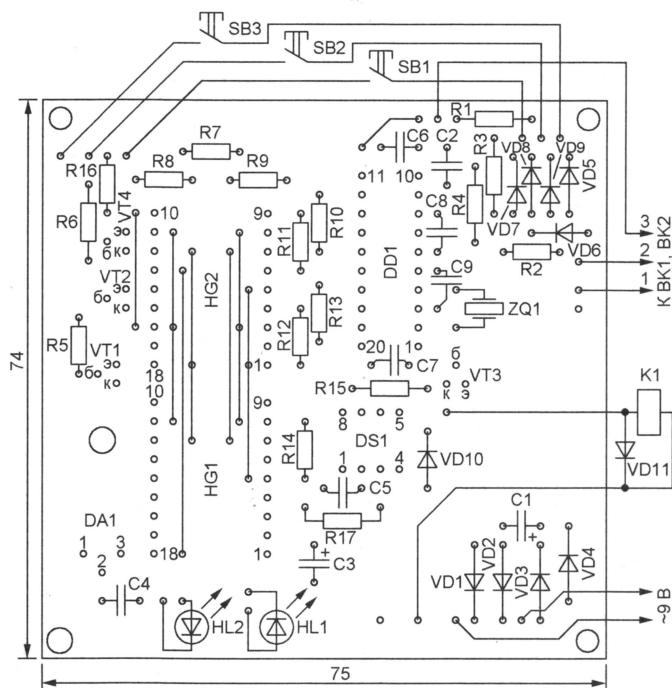 SB3
SB2
SB1
74
R1
C6
C2
R3
VD8
VD9
VD5
R7
R8
R9
R16
VT4
R6
э
б
к
10
9
R11
R10
11
10
C8
R4
VD7
VD6
R2
3
2
1
К ВК1, ВК2
VT2
э
б
к
HG2
DD1
C9
ZQ1
R12
R13
R5
VT1
э
б
к
18
10
1
9
20
1
C7
R15
б
к
э
VT3
K1
VD11
HG1
R14
8
5
DS1
1
4
VD10
C5
R17
DA1
1
3
2
18
1
C3
+
C4
HL2
HL1
C1
+
VD1
VD2
VD3
VD4
~9 В
75